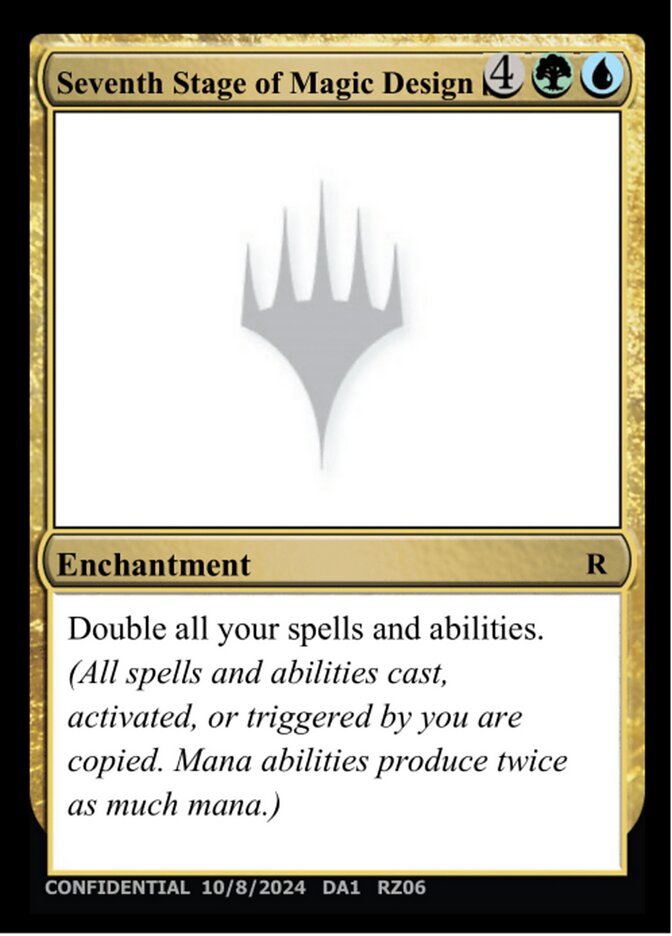 Seventh Stage of Magic Design 4
Enchantment R
Double all your spells and abilities.
(All spells and abilities cast,
activated, or triggered by you are
copied. Mana abilities produce twice
as much mana.)
CONFIDENTIAL 10/8/2024 DA1 RZ06